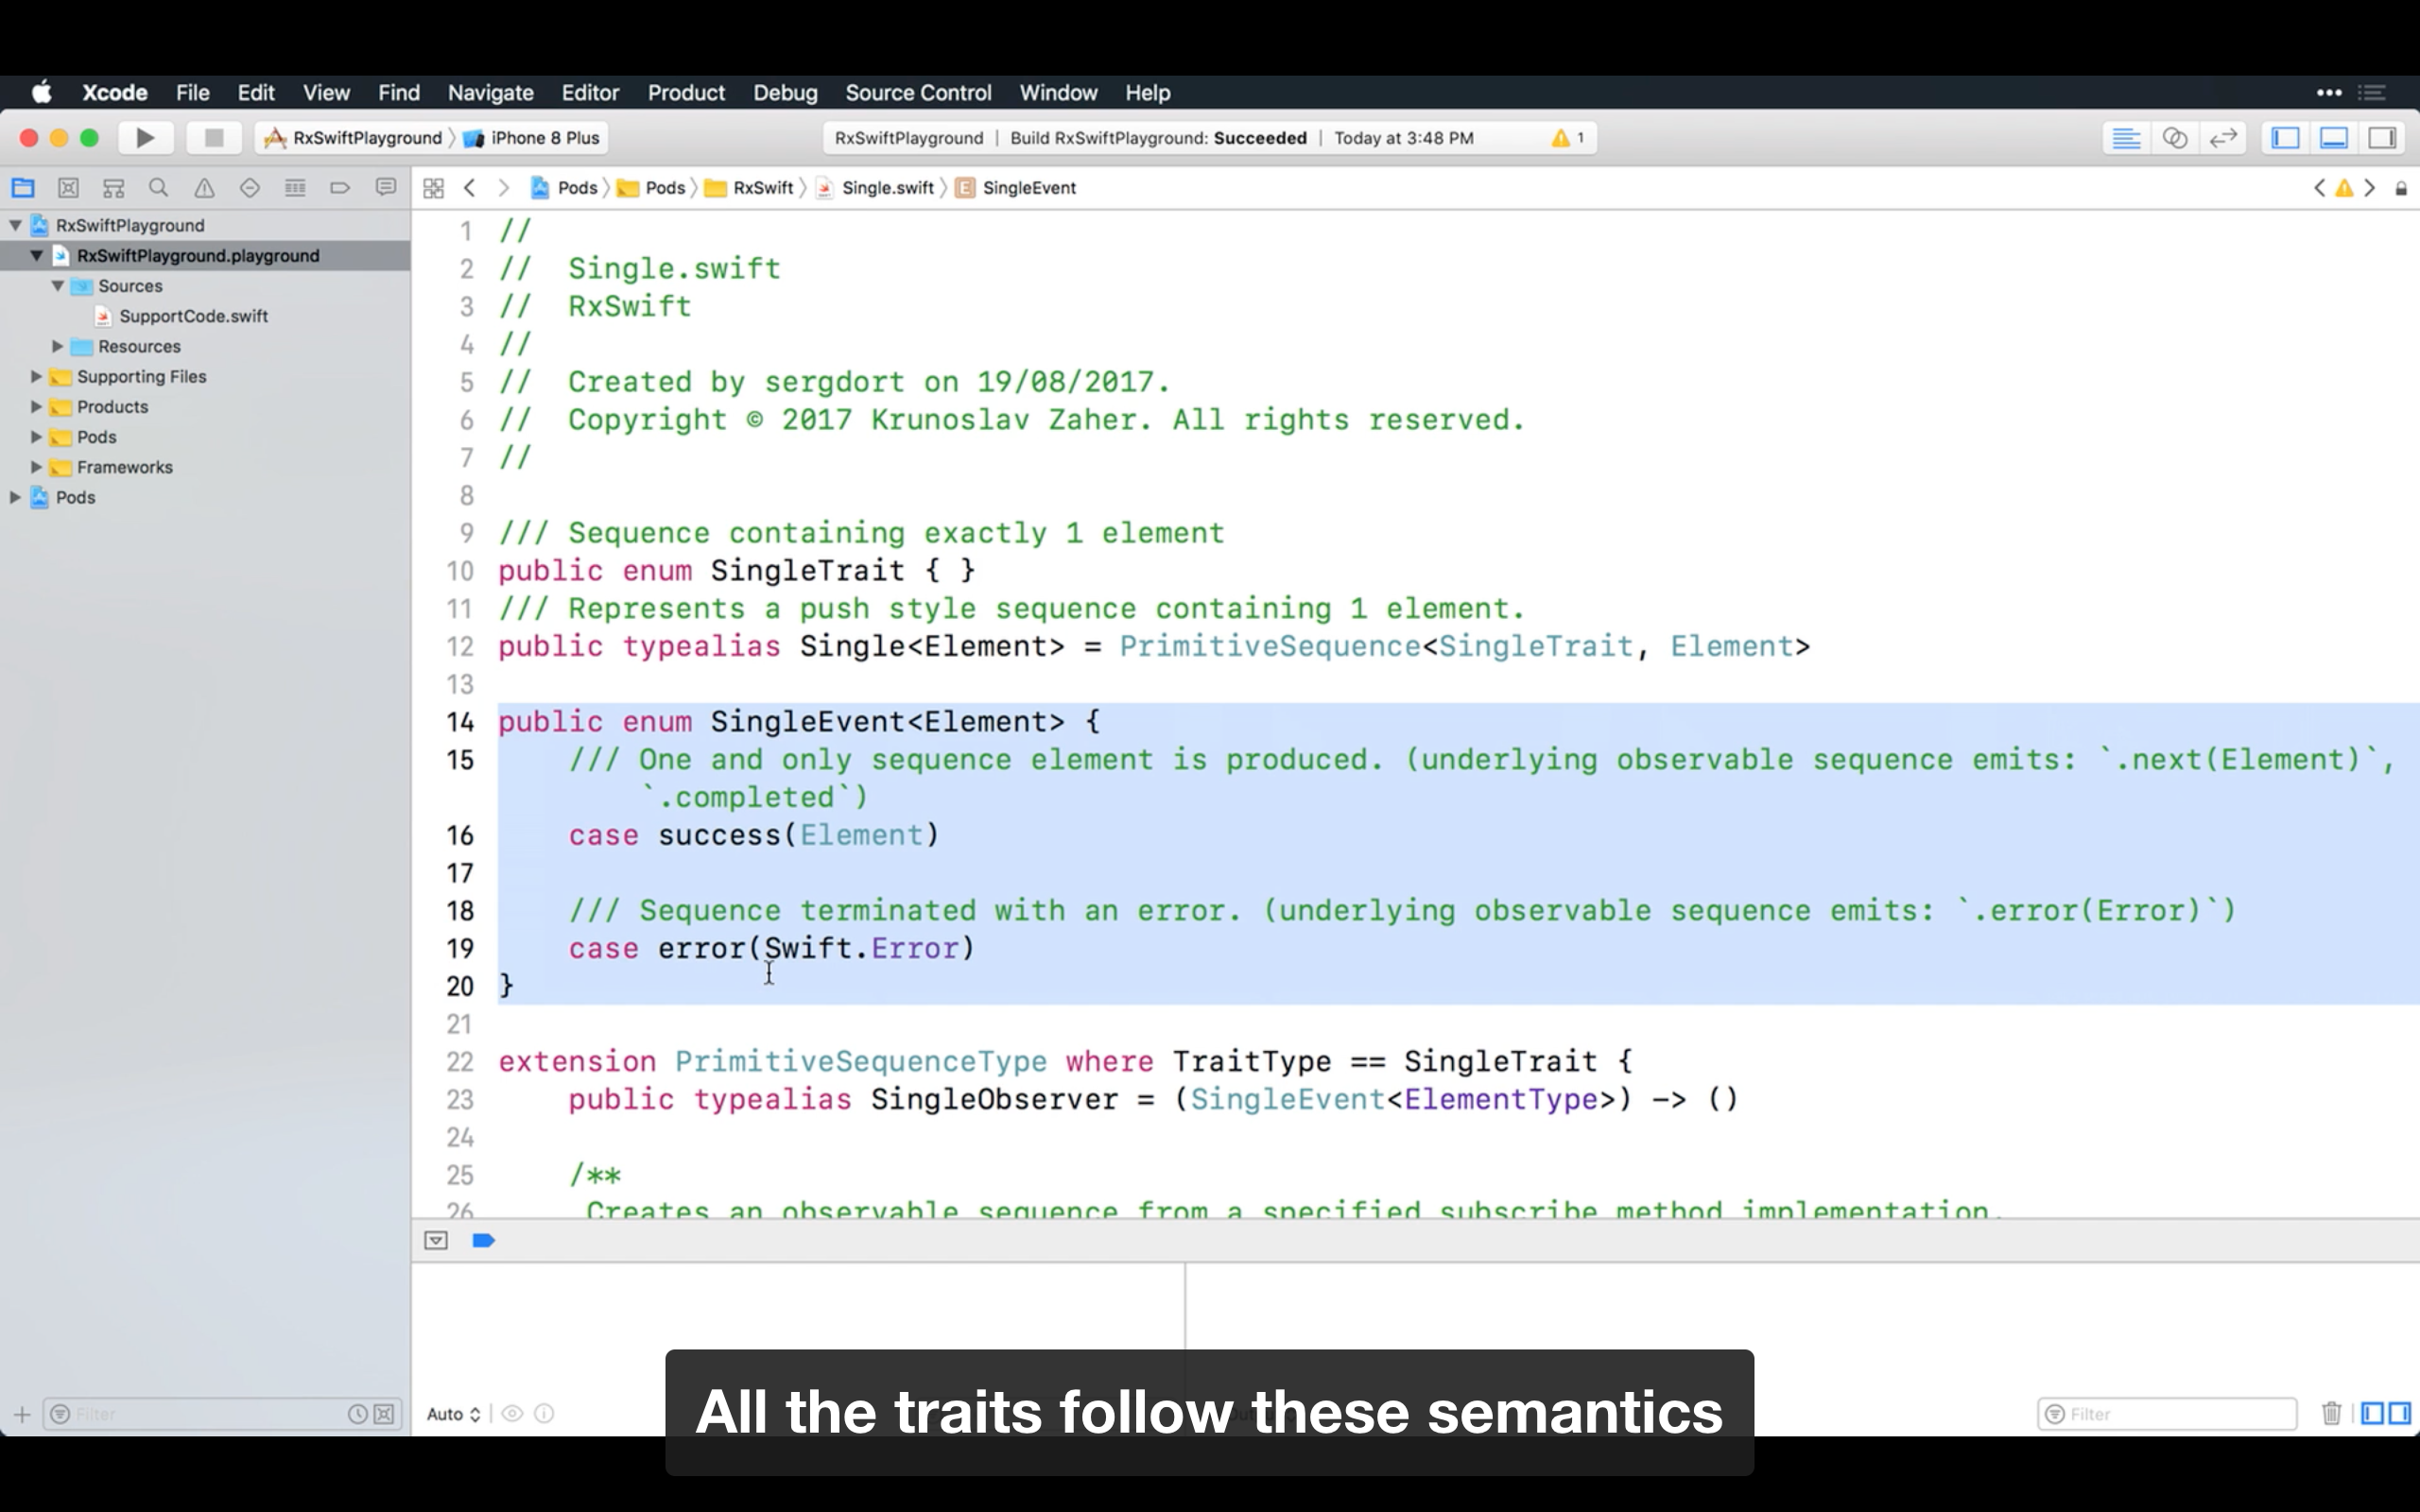 Xcode File Edit View Find Navigate Editor Product Debug Source Control Window Help
RxSwiftPlayground iPhone 8 Plus
RxSwiftPlayground | Build RxSwiftPlayground: Succeeded | Today at 3:48 PM 1
Pods Pods RxSwift Single.swift SingleEvent
RxSwiftPlayground
RxSwiftPlayground.playground
Sources
SupportCode.swift
Resources
Supporting Files
Products
Pods
Frameworks
Pods
1 //
2 //  Single.swift
3 //  RxSwift
4 //
5 //  Created by sergdort on 19/08/2017.
6 //  Copyright © 2017 Krunoslav Zaher. All rights reserved.
7 //
8
9 /// Sequence containing exactly 1 element
10 public enum SingleTrait { }
11 /// Represents a push style sequence containing 1 element.
12 public typealias Single<Element> = PrimitiveSequence<SingleTrait, Element>
13
14 public enum SingleEvent<Element> {
15     /// One and only sequence element is produced. (underlying observable sequence emits: `.next(Element)`,
`.completed`)
16     case success(Element)
17
18     /// Sequence terminated with an error. (underlying observable sequence emits: `.error(Error)`)
19     case error(Swift.Error)
20 }
21
22 extension PrimitiveSequenceType where TraitType == SingleTrait {
23     public typealias SingleObserver = (SingleEvent<ElementType>) -> ()
24
25     /**
26      Creates an observable sequence from a specified subscribe method implementation.
Filter
Auto
Filter
All the traits follow these semantics